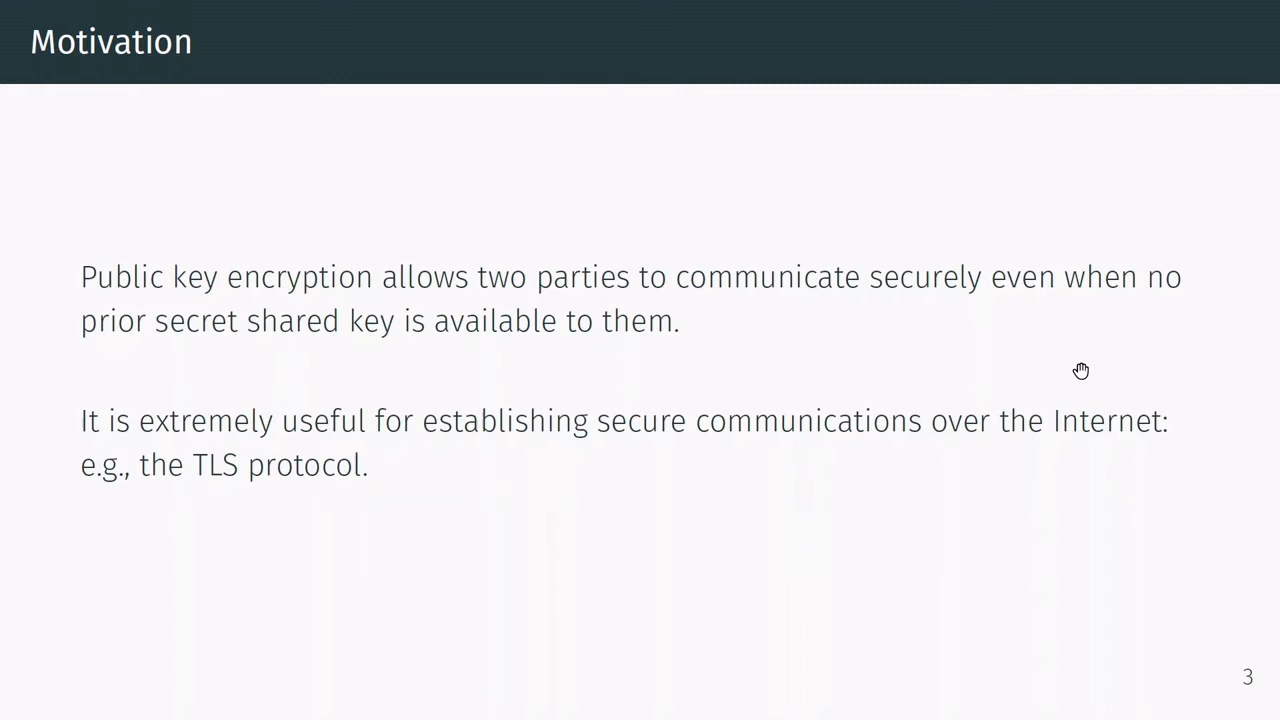 Motivation
Public key encryption allows two parties to communicate securely even when no
prior secret shared key is available to them.
It is extremely useful for establishing secure communications over the Internet:
e.g., the TLS protocol.
3